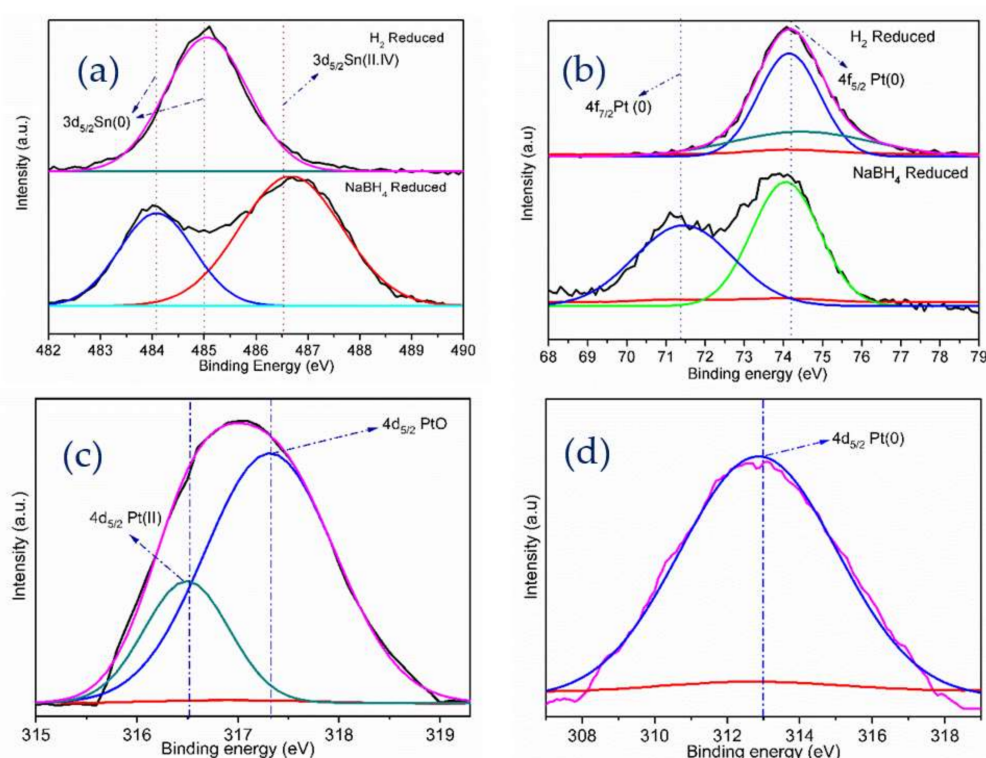 (a)
H₂ Reduced
3d₅/₂Sn(II.IV)
3d₅/₂Sn(0)
NaBH₄ Reduced
Intensity (a.u.)
482 483 484 485 486 487 488 489 490
Binding Energy (eV)
(b)
H₂ Reduced
4f₅/₂ Pt(0)
4f₇/₂Pt (0)
NaBH₄ Reduced
Intensity (a.u)
68 69 70 71 72 73 74 75 76 77 78 79
Binding energy (eV)
(c)
4d₅/₂ PtO
4d₅/₂ Pt(II)
Intensity (a.u.)
315 316 317 318 319
Binding energy (eV)
(d)
4d₅/₂ Pt(0)
Intensity (a.u)
308 310 312 314 316 318
Binding energy (eV)